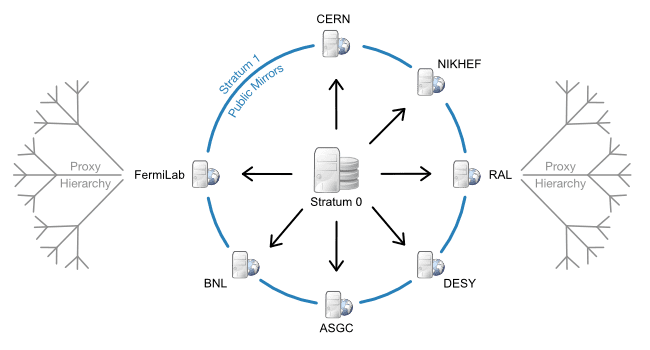 CERN
Stratum 1
Public Mirrors
NIKHEF
Proxy
Hierarchy
FermiLab
Stratum 0
RAL
Proxy
Hierarchy
BNL
DESY
ASGC